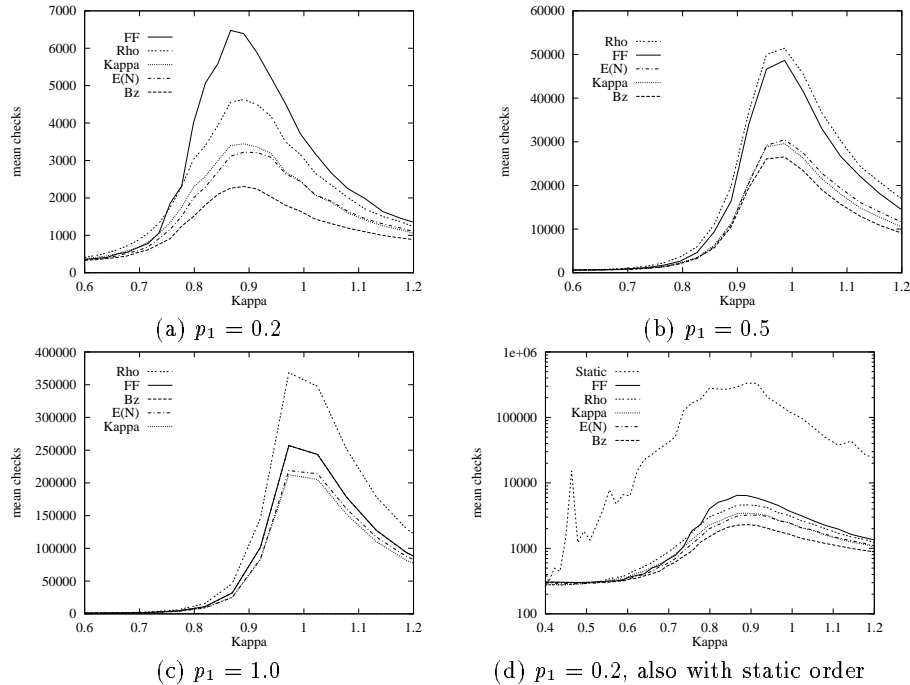 7000
6000
5000
4000
3000
2000
1000
0
mean checks
FF
Rho
Kappa
E(N)
Bz
0.6 0.7 0.8 0.9 1 1.1 1.2
Kappa
(a) p1 = 0.2
60000
50000
40000
30000
20000
10000
0
mean checks
Rho
FF
E(N)
Kappa
Bz
0.6 0.7 0.8 0.9 1 1.1 1.2
Kappa
(b) p1 = 0.5
400000
350000
300000
250000
200000
150000
100000
50000
0
mean checks
Rho
FF
Bz
E(N)
Kappa
0.6 0.7 0.8 0.9 1 1.1 1.2
Kappa
(c) p1 = 1.0
1e+06
100000
10000
1000
100
mean checks
Static
FF
Rho
Kappa
E(N)
Bz
0.4 0.5 0.6 0.7 0.8 0.9 1 1.1 1.2
Kappa
(d) p1 = 0.2, also with static order